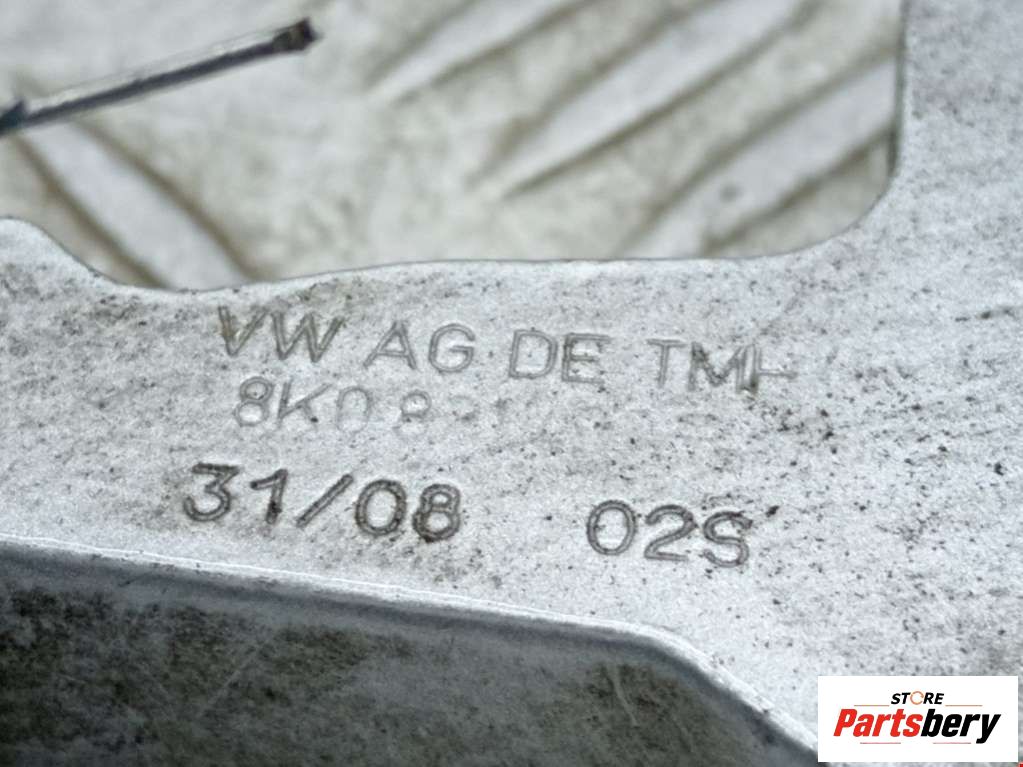 VW AG DE TMH
31/08 02S
STORE
Partsbery